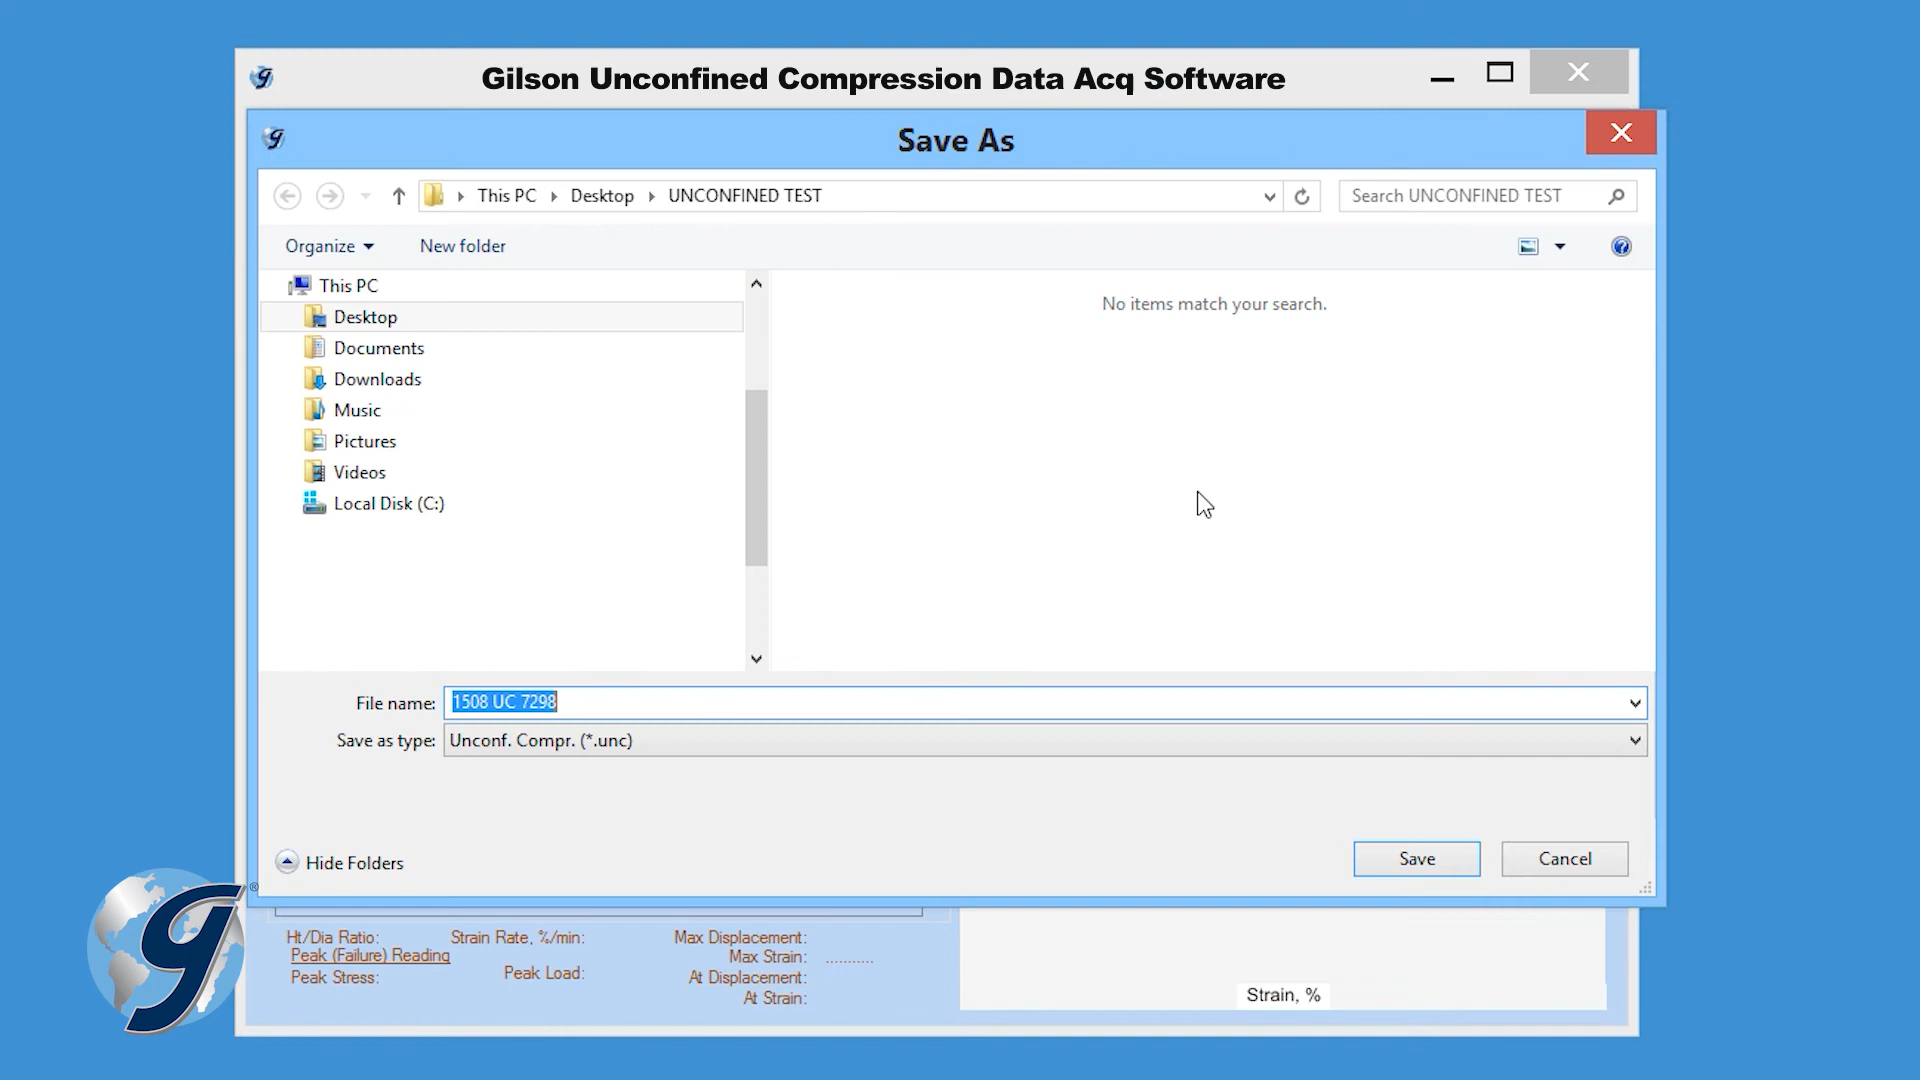 Gilson Unconfined Compression Data Acq Software
Save As
This PC Desktop UNCONFINED TEST
Search UNCONFINED TEST
Organize New folder
This PC
Desktop
Documents
Downloads
Music
Pictures
Videos
Local Disk (C:)
No items match your search.
File name: 1508 UC 7298
Save as type: Unconf. Compr. (*.unc)
Hide Folders
Save Cancel
g ®
Ht/Dia Ratio: Strain Rate, %/min: Max Displacement:
Peak (Failure) Reading Max Strain: ...........
Peak Stress: Peak Load: At Displacement:
At Strain:
Strain, %